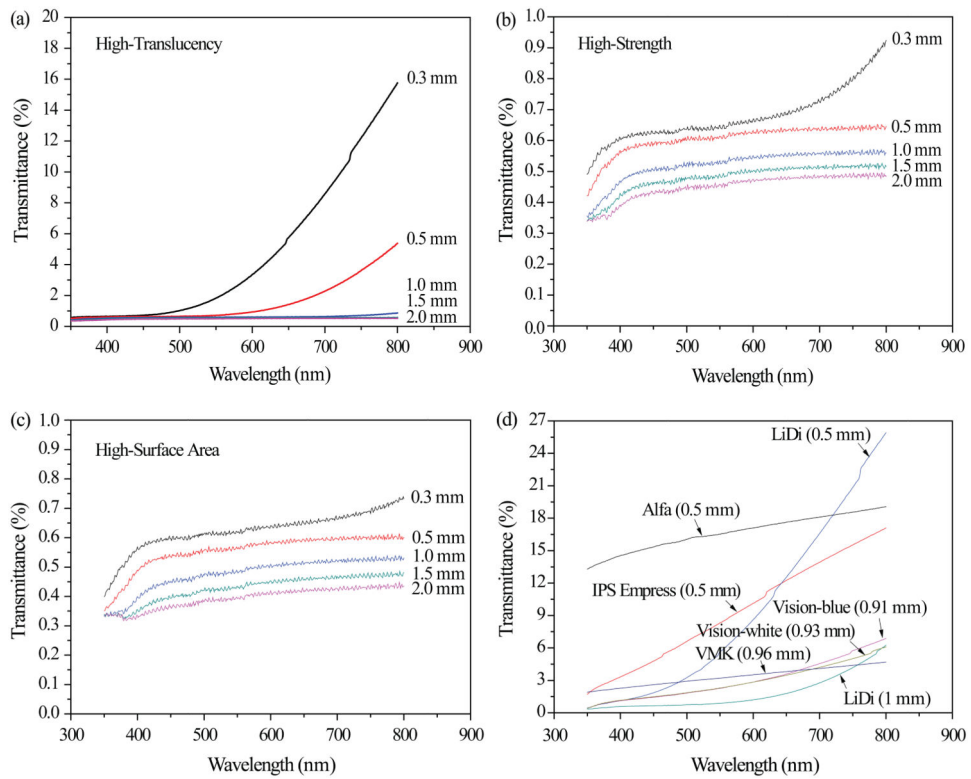 (a)
High-Translucency
20
18
16
14
12
10
8
6
4
2
1
0
Transmittance (%)
0.3 mm
0.5 mm
1.0 mm
1.5 mm
2.0 mm
400 500 600 700 800 900
Wavelength (nm)
(b)
High-Strength
1.0
0.9
0.8
0.7
0.6
0.5
0.4
0.3
0.2
0.1
0.0
Transmittance (%)
0.3 mm
0.5 mm
1.0 mm
1.5 mm
2.0 mm
300 400 500 600 700 800 900
Wavelength (nm)
(c)
High-Surface Area
1.0
0.9
0.8
0.7
0.6
0.5
0.4
0.3
0.2
0.1
0.0
Transmittance (%)
0.3 mm
0.5 mm
1.0 mm
1.5 mm
2.0 mm
300 400 500 600 700 800 900
Wavelength (nm)
(d)
27
24
21
18
15
12
9
6
3
0
Transmittance (%)
LiDi (0.5 mm)
Alfa (0.5 mm)
IPS Empress (0.5 mm)
Vision-blue (0.91 mm)
Vision-white (0.93 mm)
VMK (0.96 mm)
LiDi (1 mm)
300 400 500 600 700 800 900
Wavelength (nm)